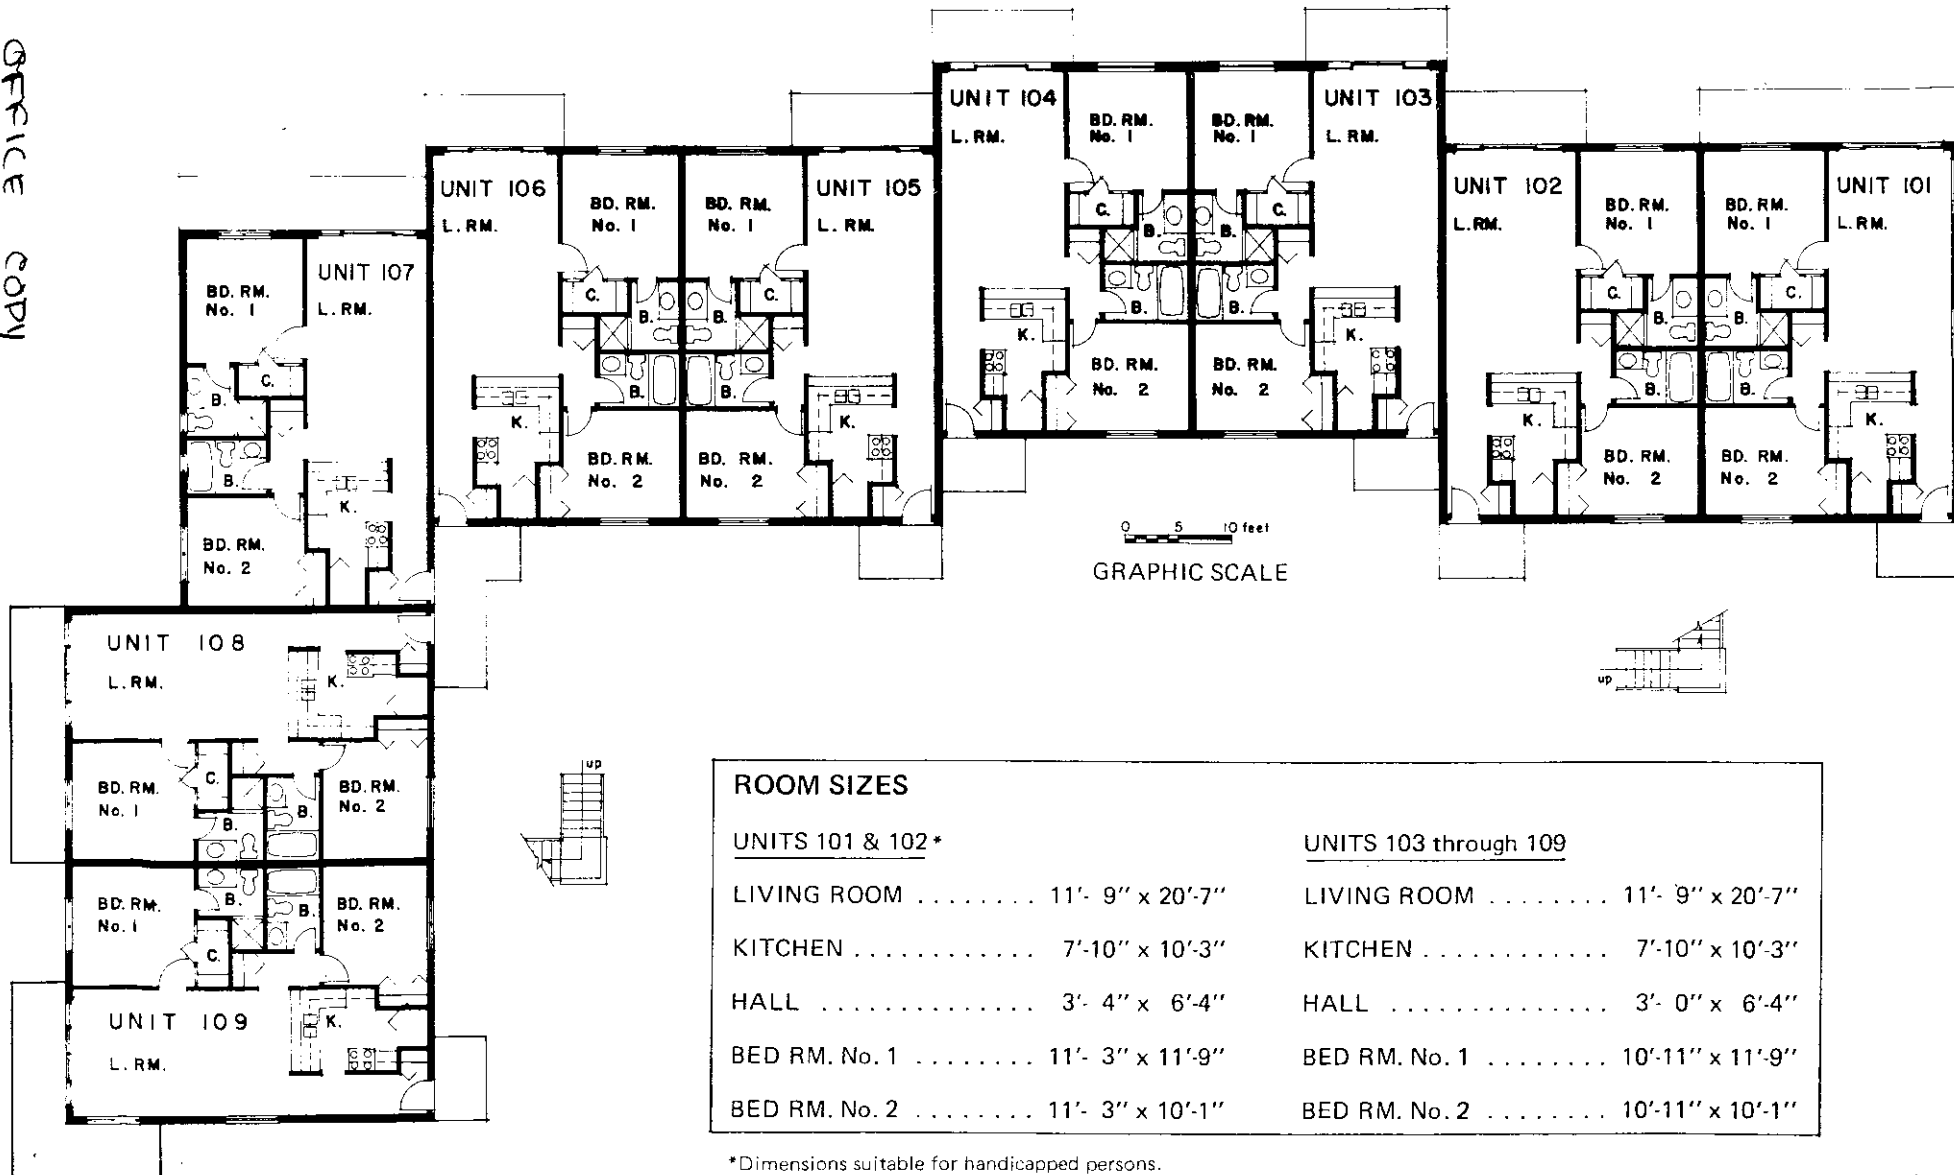 OFFICE COPY
UNIT 104
L. RM.
BD. RM.
No. 1
C.
B.
B.
K.
BD. RM.
No. 2
BD. RM.
No. 1
UNIT 103
L. RM.
C.
B.
B.
K.
BD. RM.
No. 2
UNIT 106
L. RM.
BD. RM.
No. 1
C.
B.
B.
K.
BD. RM.
No. 2
BD. RM.
No. 1
UNIT 105
L. RM.
C.
B.
B.
K.
BD. RM.
No. 2
UNIT 102
L. RM.
BD. RM.
No. 1
C.
B.
B.
K.
BD. RM.
No. 2
BD. RM.
No. 1
UNIT 101
L. RM.
C.
B.
B.
K.
BD. RM.
No. 2
BD. RM.
No. 1
UNIT 107
L. RM.
C.
B.
B.
K.
BD. RM.
No. 2
0 5 10 feet
GRAPHIC SCALE
UNIT 108
L. RM.
K.
BD. RM.
No. 1
C.
B.
B.
BD. RM.
No. 2
BD. RM.
No. 1
B.
B.
C.
BD. RM.
No. 2
UNIT 109
L. RM.
K.
up
up
ROOM SIZES
UNITS 101 & 102*
LIVING ROOM ........ 11'- 9" x 20'-7"
KITCHEN ............. 7'-10" x 10'-3"
HALL ............... 3'- 4" x 6'-4"
BED RM. No. 1 ........ 11'- 3" x 11'-9"
BED RM. No. 2 ........ 11'- 3" x 10'-1"
UNITS 103 through 109
LIVING ROOM ........ 11'- 9" x 20'-7"
KITCHEN ............. 7'-10" x 10'-3"
HALL .............. 3'- 0" x 6'-4"
BED RM. No. 1 ........ 10'-11" x 11'-9"
BED RM. No. 2 ........ 10'-11" x 10'-1"
*Dimensions suitable for handicapped persons.